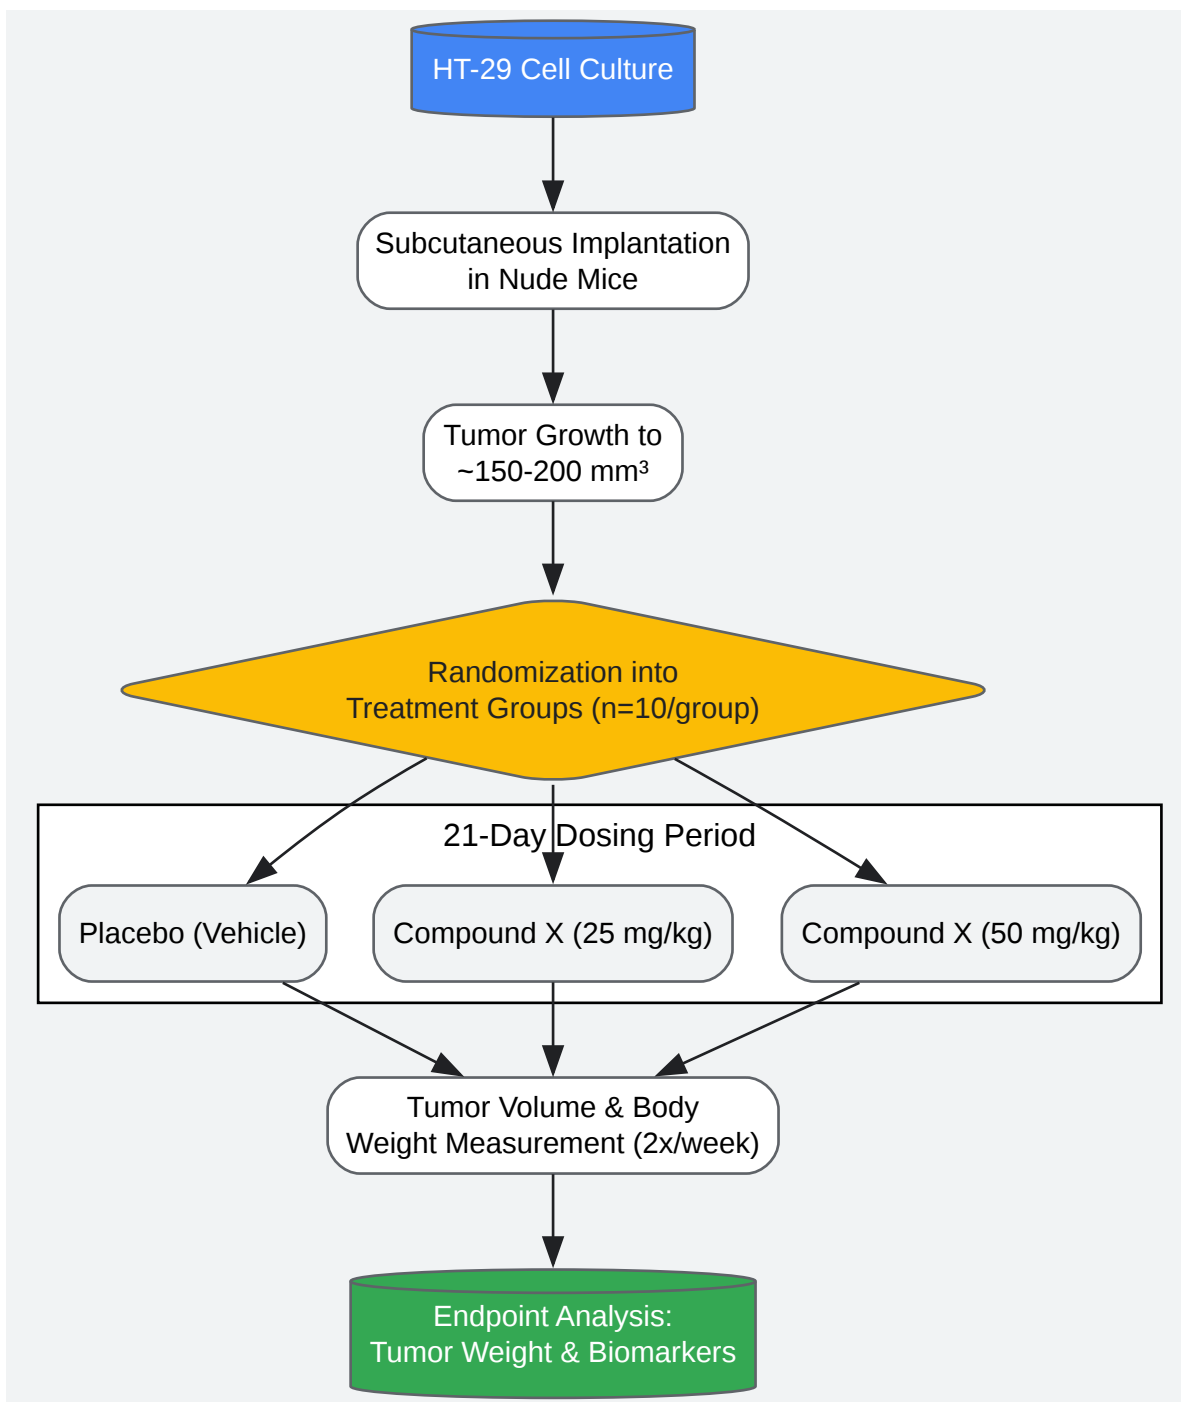 HT-29 Cell Culture
Subcutaneous Implantation
in Nude Mice
Tumor Growth to
~150-200 mm³
Randomization into
Treatment Groups (n=10/group)
21-Day Dosing Period
Placebo (Vehicle)
Compound X (25 mg/kg)
Compound X (50 mg/kg)
Tumor Volume & Body
Weight Measurement (2x/week)
Endpoint Analysis:
Tumor Weight & Biomarkers